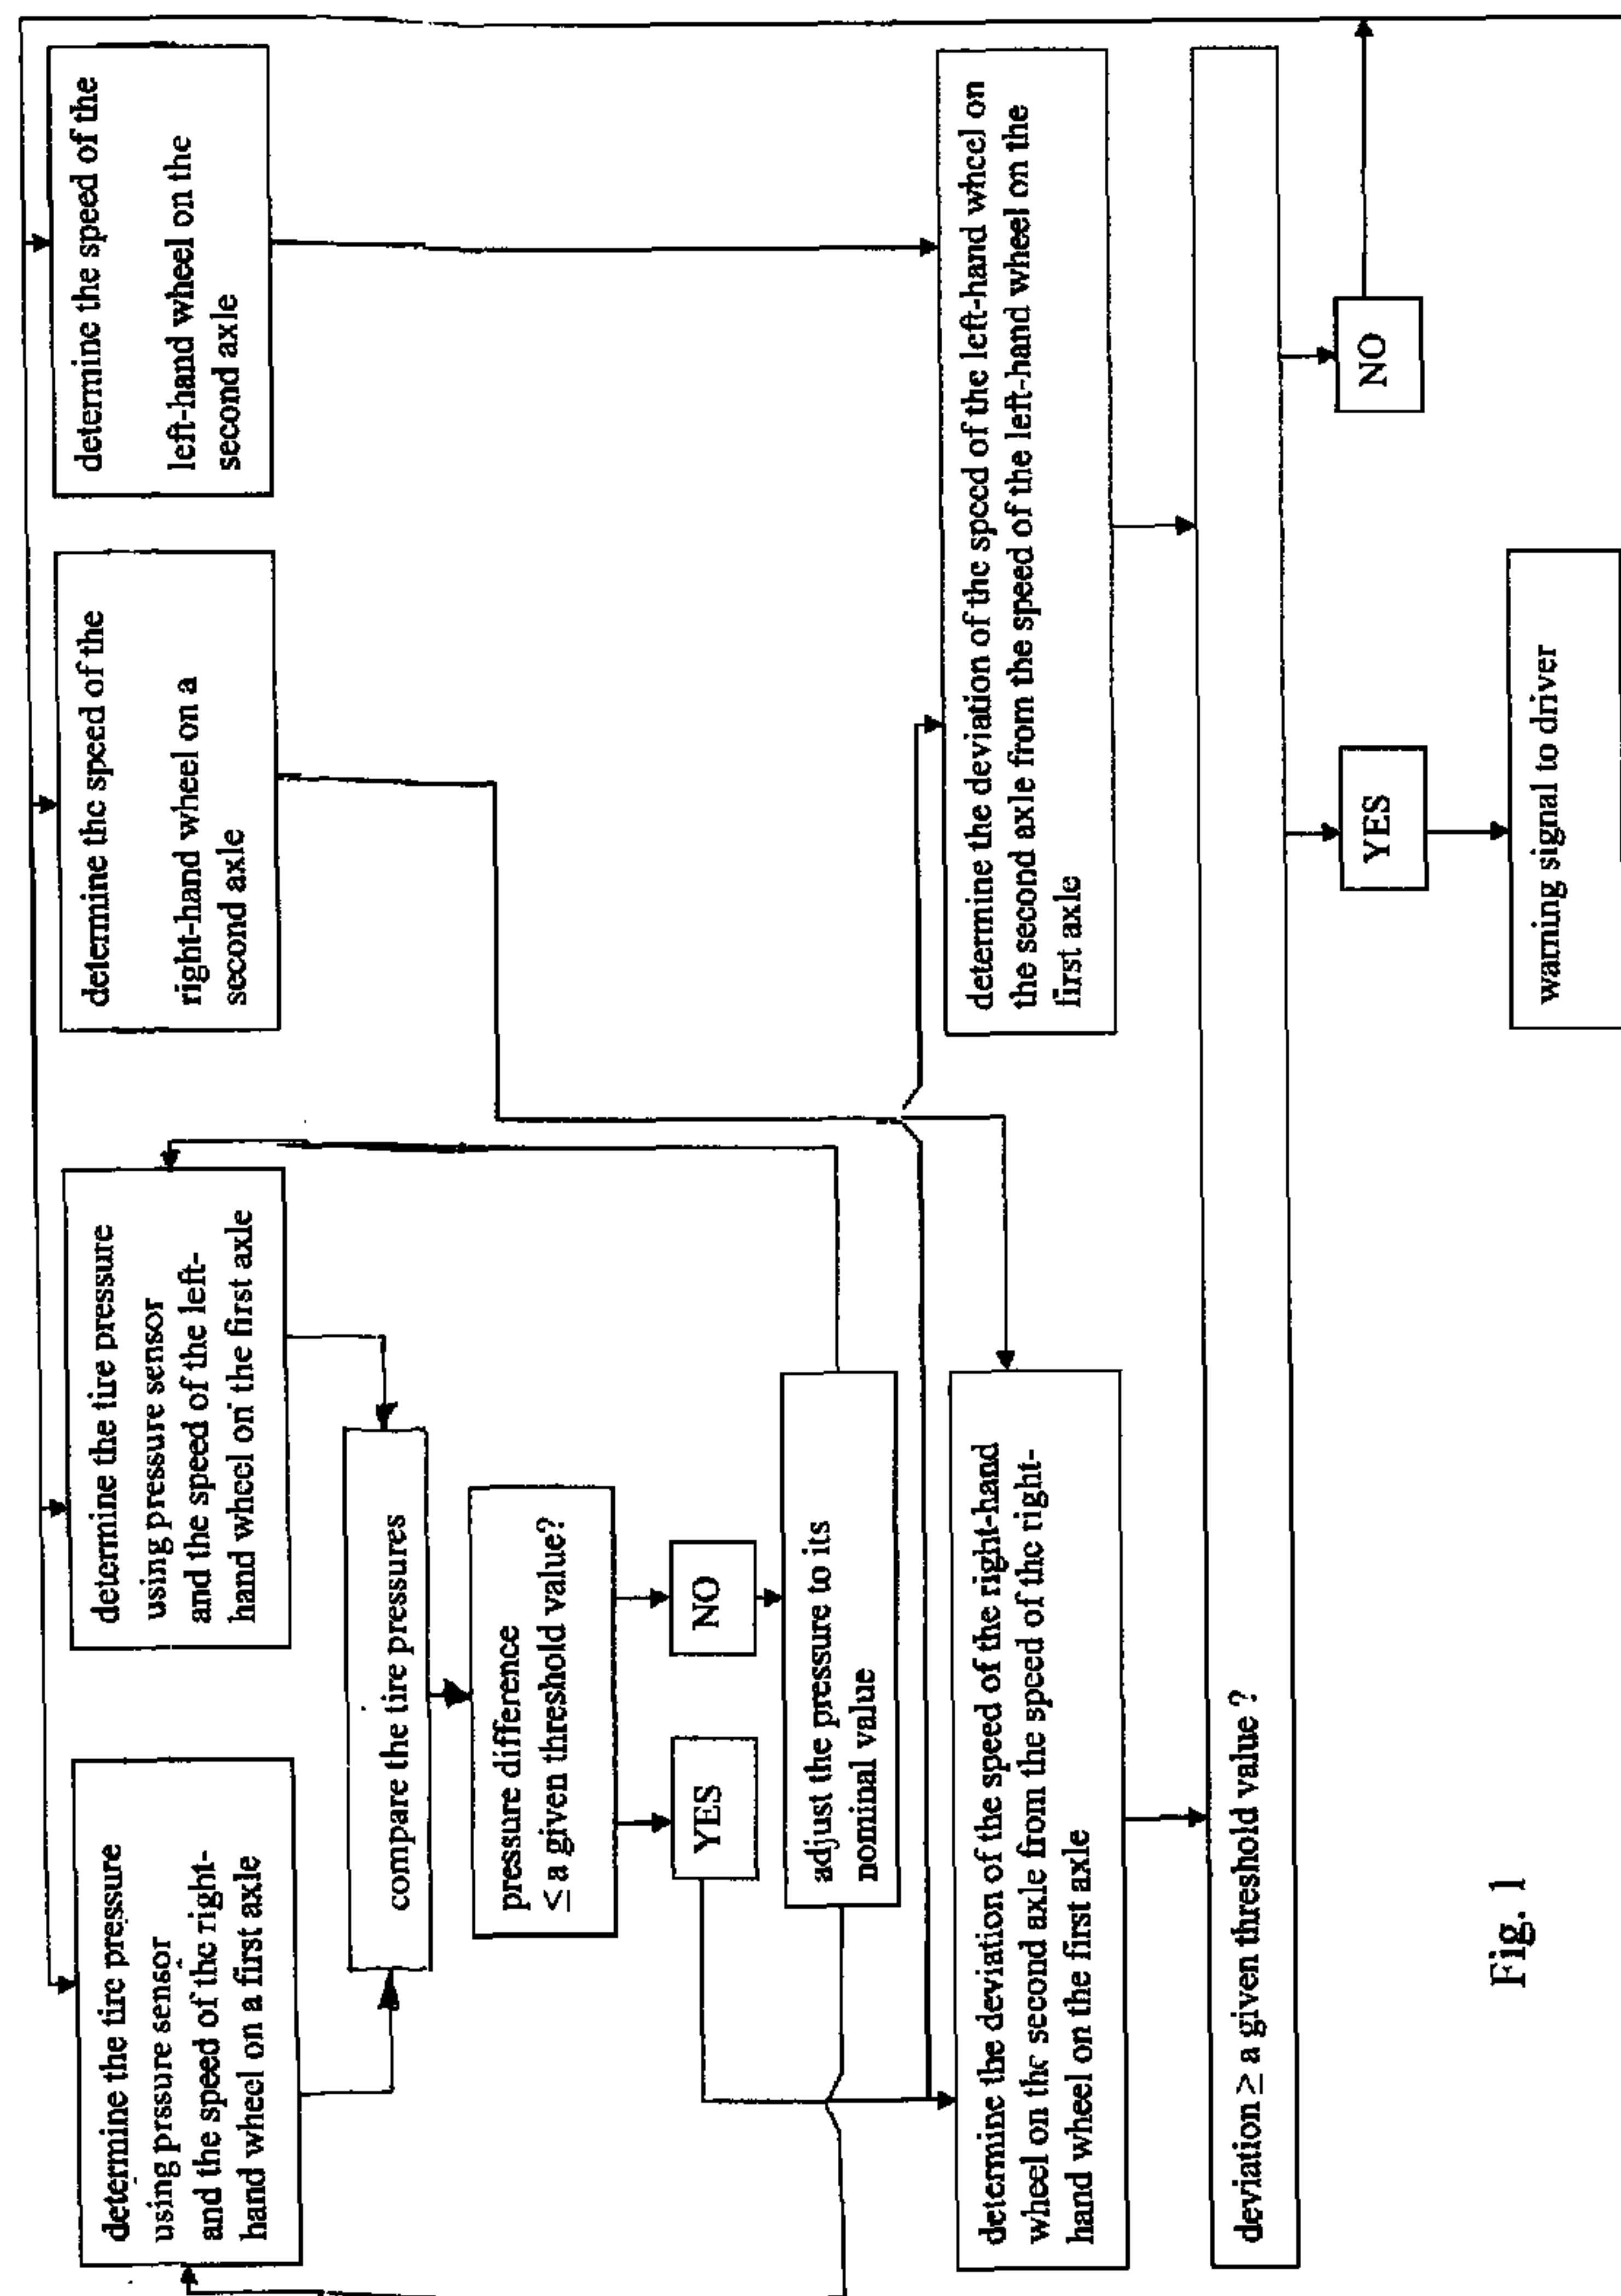 determine the tire pressure
using prssure sensor
and the speed of the right-
hand wheel on a first axle
determine the tire pressure
using pressure sensor
and the speed of the left-
hand wheel on the first axle
determine the speed of the
right-hand wheel on a
second axle
determine the speed of the
left-hand wheel on the
second axle
compare the tire pressures
pressure difference
≤ a given threshold value?
YES
NO
adjust the pressure to its
nominal value
determine the deviation of the speed of the right-hand
wheel on the second axle from the speed of the right-
hand wheel on the first axle
determine the deviation of the speed of the left-hand wheel on
the second axle from the speed of the left-hand wheel on the
first axle
deviation ≥ a given threshold value ?
YES
NO
warning signal to driver
Fig. 1